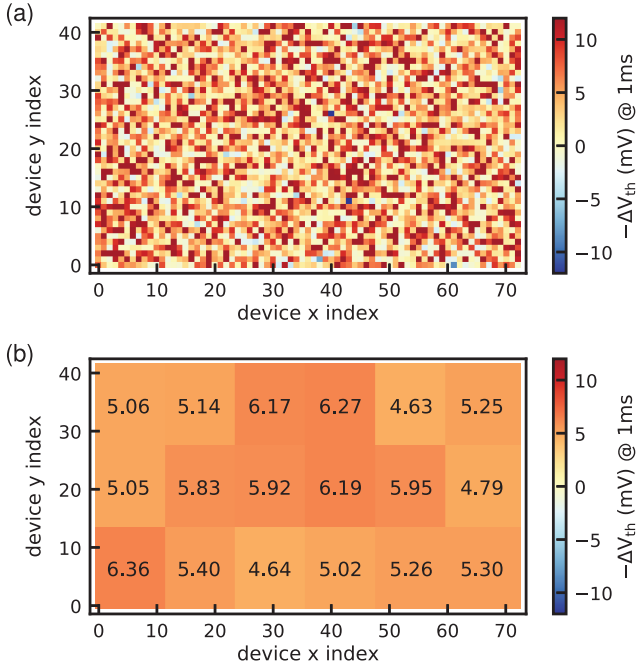 (a)
40
30
20
10
0
device y index
0 10 20 30 40 50 60 70
device x index
10
5
0
−5
−10
−ΔVth (mV) @ 1ms
(b)
40
30
20
10
0
device y index
5.06 5.14 6.17 6.27 4.63 5.25
5.05 5.83 5.92 6.19 5.95 4.79
6.36 5.40 4.64 5.02 5.26 5.30
0 10 20 30 40 50 60 70
device x index
10
5
0
−5
−10
−ΔVth (mV) @ 1ms